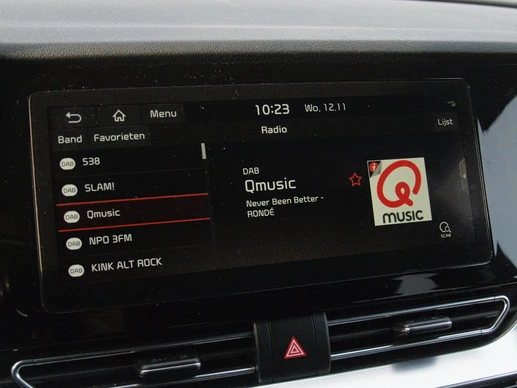 Menu
10:23 Wo. 12.11
Band Favorieten
Radio
Lijst
DAB 538
DAB SLAM!
DAB Qmusic
DAB NPO 3FM
DAB KINK ALT ROCK
DAB
Qmusic
Never Been Better -
RONDÉ
i
Q
MUSIC
SCAN